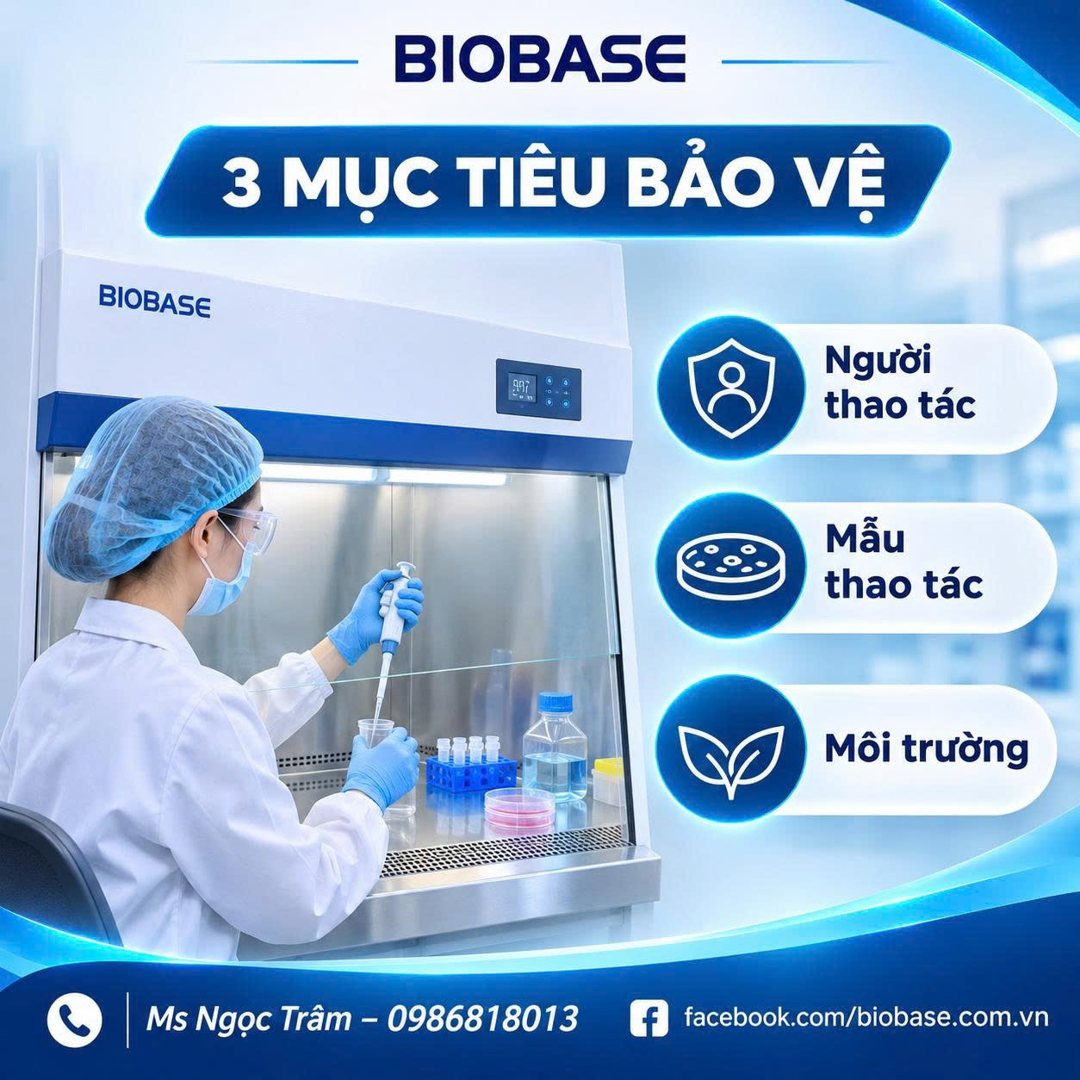 BIOBASE
3 MỤC TIÊU BẢO VỆ
BIOBASE
Người
thao tác
Mẫu
thao tác
Môi trường
Ms Ngọc Trâm – 0986818013
facebook.com/biobase.com.vn